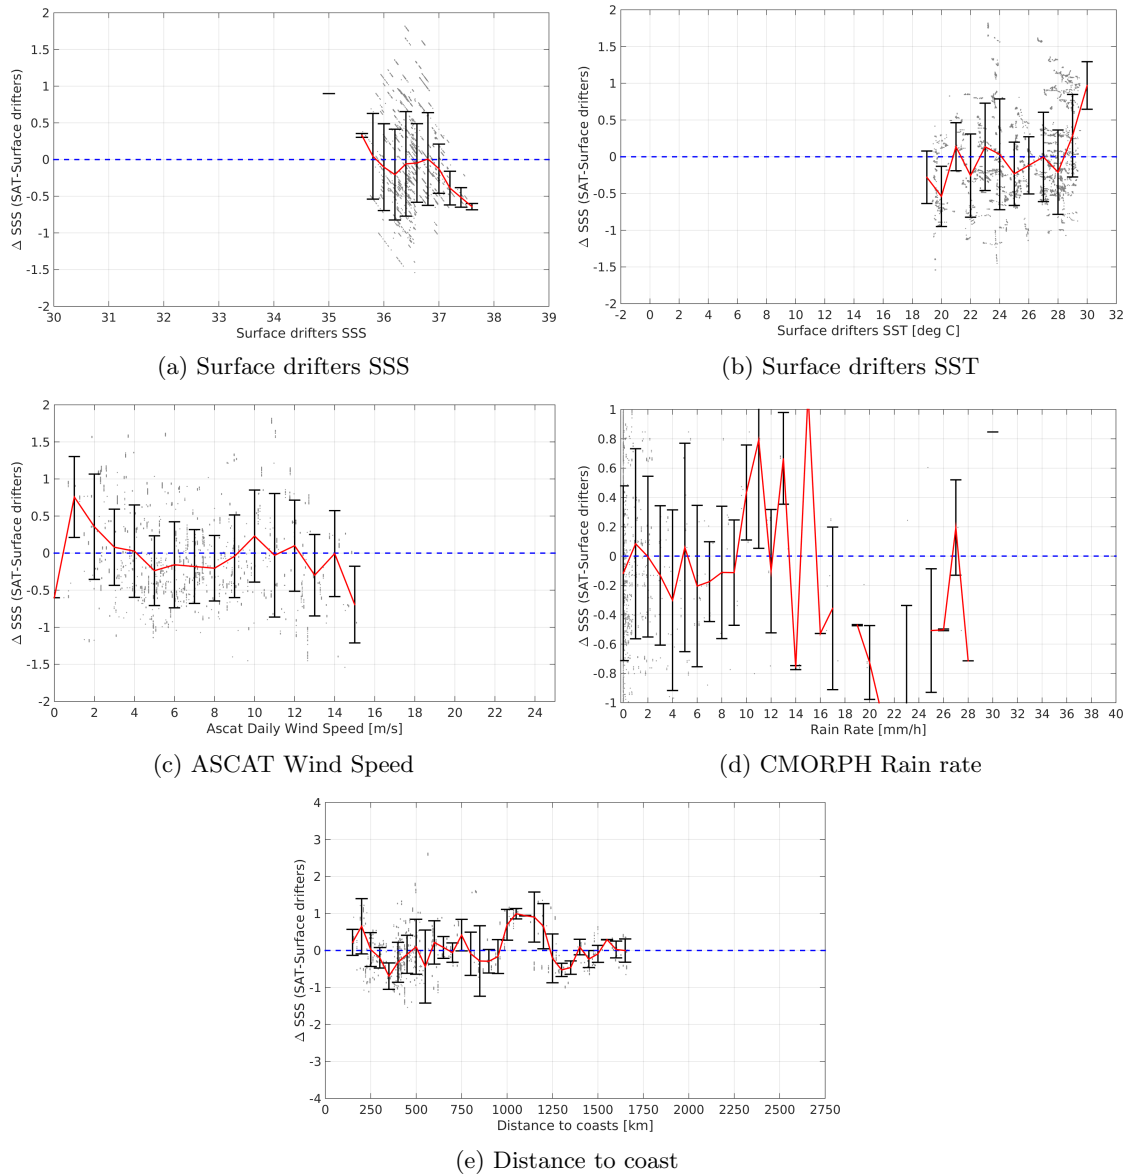 2
1.5
1
0.5
0
-0.5
-1
-1.5
-2
Δ SSS (SAT-Surface drifters)
30 31 32 33 34 35 36 37 38 39
Surface drifters SSS
(a) Surface drifters SSS
2
1.5
1
0.5
0
-0.5
-1
-1.5
-2
Δ SSS (SAT-Surface drifters)
-2 0 2 4 6 8 10 12 14 16 18 20 22 24 26 28 30 32
Surface drifters SST [deg C]
(b) Surface drifters SST
2
1.5
1
0.5
0
-0.5
-1
-1.5
-2
Δ SSS (SAT-Surface drifters)
0 2 4 6 8 10 12 14 16 18 20 22 24
Ascat Daily Wind Speed [m/s]
(c) ASCAT Wind Speed
1
0.8
0.6
0.4
0.2
0
-0.2
-0.4
-0.6
-0.8
-1
Δ SSS (SAT-Surface drifters)
0 2 4 6 8 10 12 14 16 18 20 22 24 26 28 30 32 34 36 38 40
Rain Rate [mm/h]
(d) CMORPH Rain rate
4
3
2
1
0
-1
-2
-3
-4
Δ SSS (SAT-Surface drifters)
0 250 500 750 1000 1250 1500 1750 2000 2250 2500 2750
Distance to coasts [km]
(e) Distance to coast